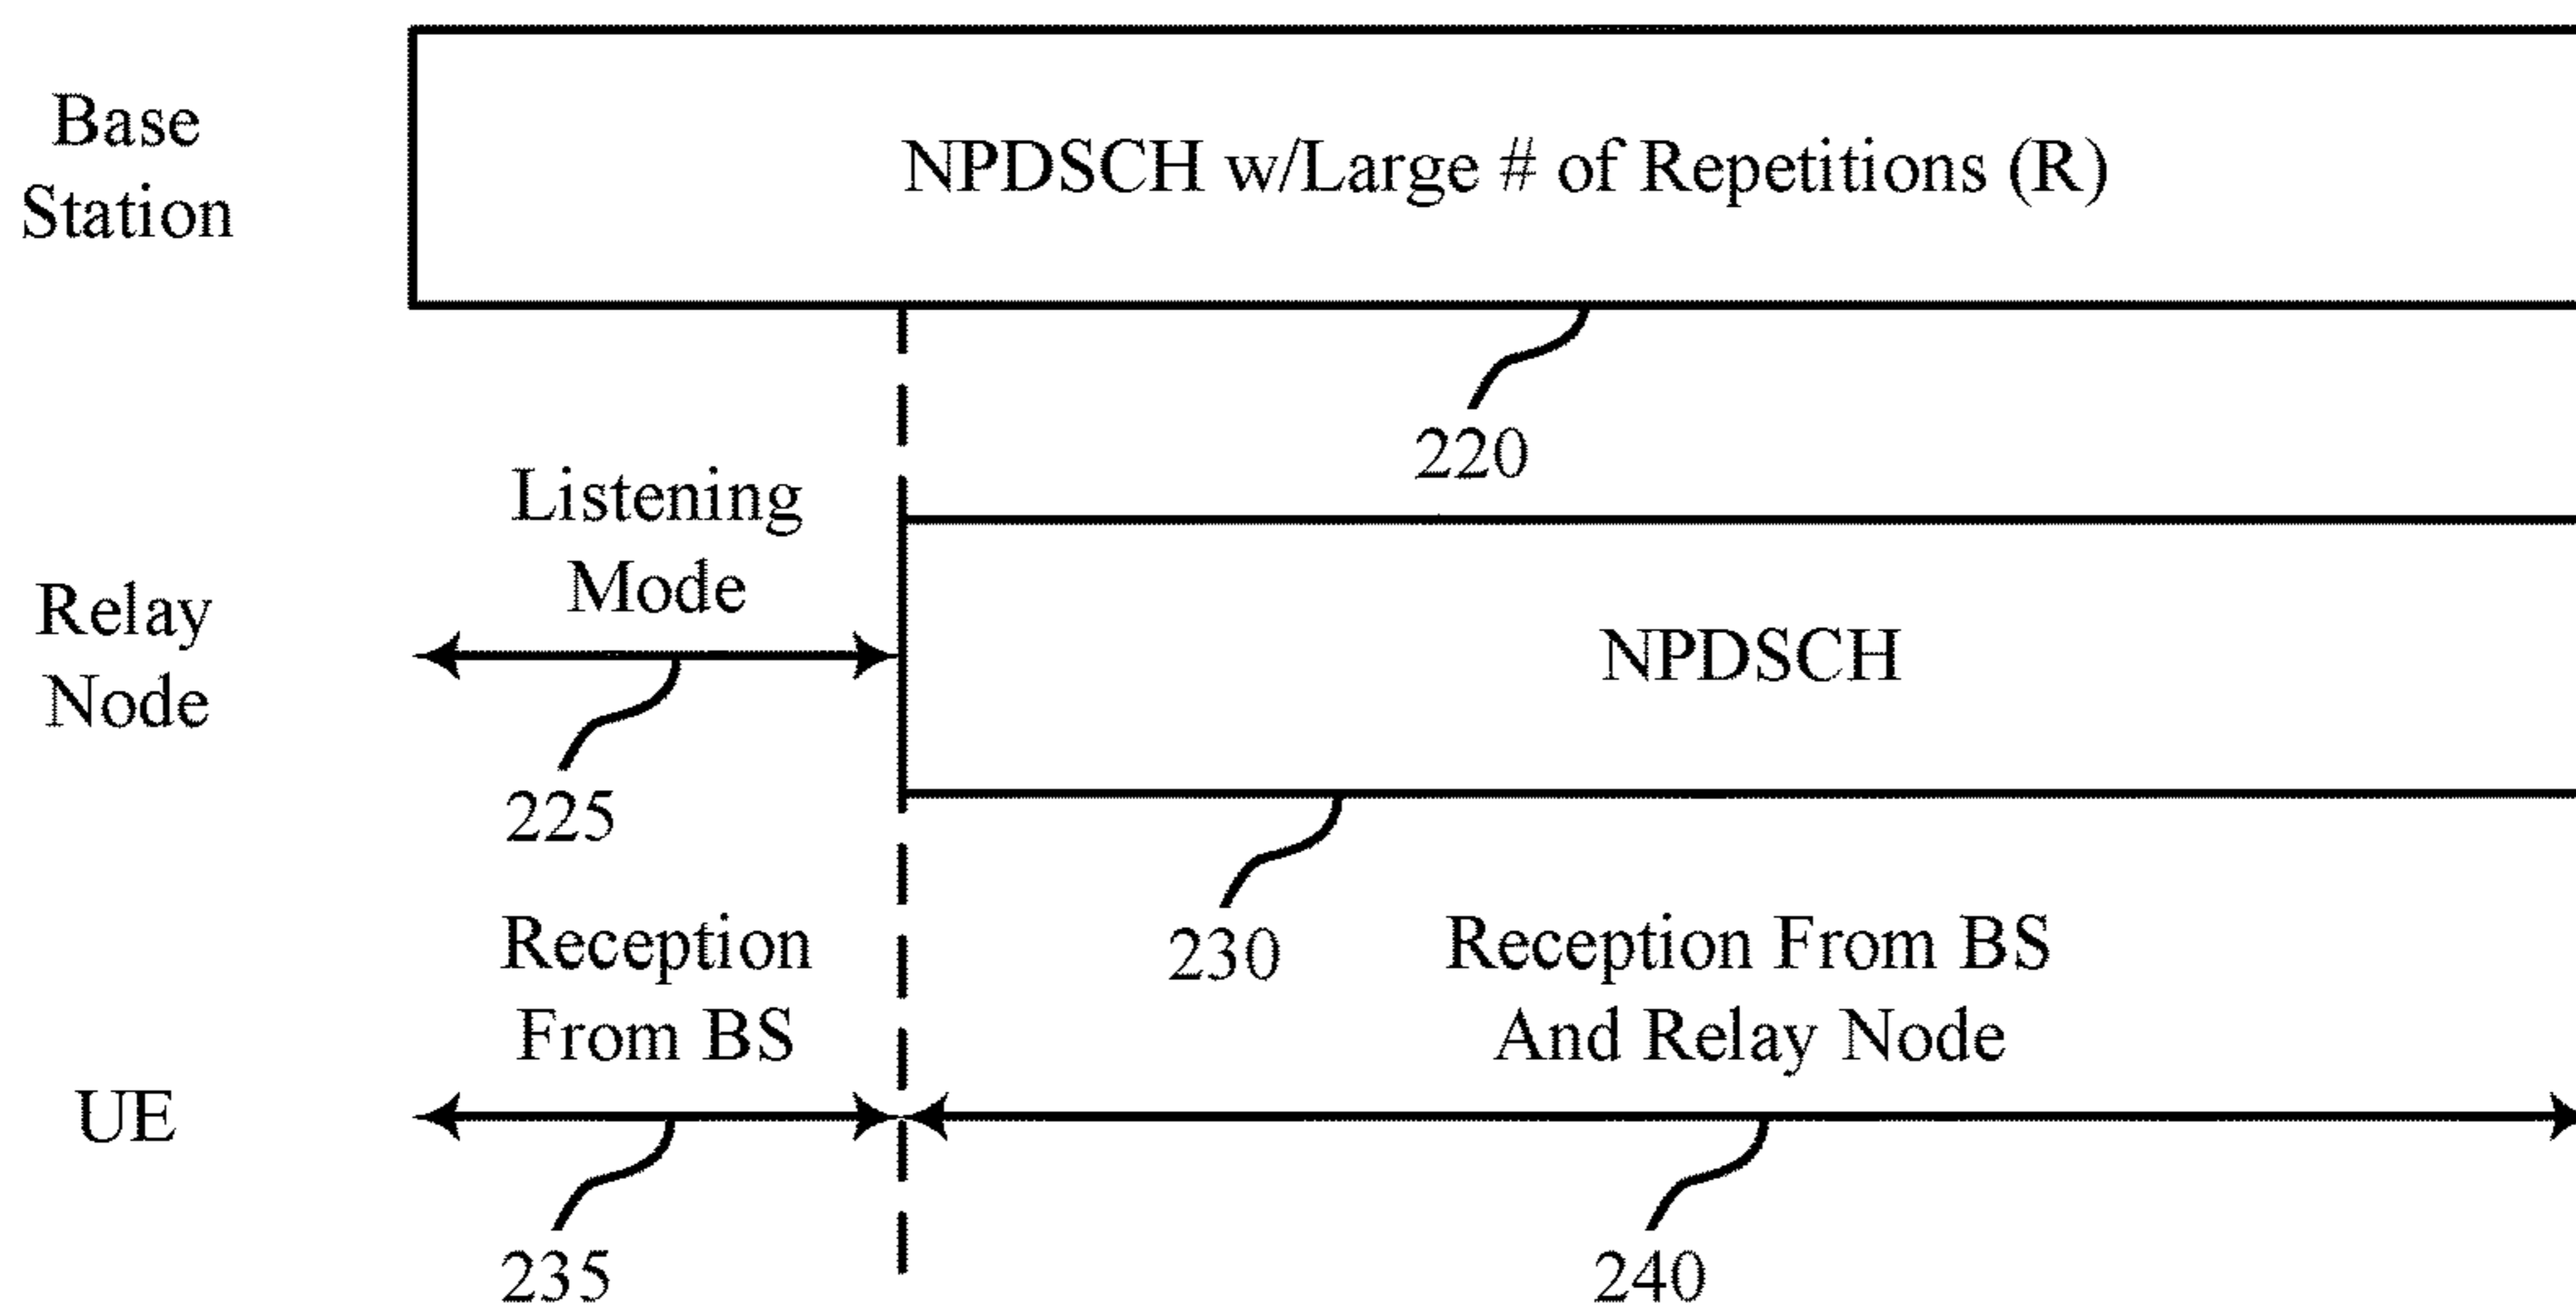 Base
Station
NPDSCH w/Large # of Repetitions (R)
220
Listening
Mode
Relay
Node
NPDSCH
225
230
Reception
From BS
Reception From BS
And Relay Node
UE
235
240